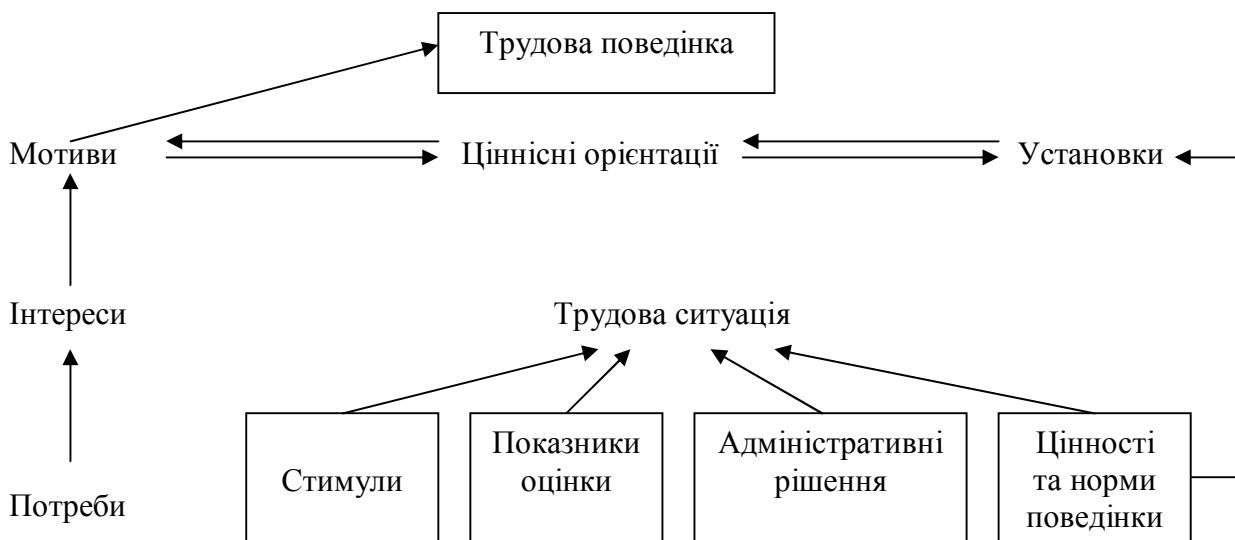 Трудова поведінка
Мотиви
Ціннісні орієнтації
Установки
Інтереси
Трудова ситуація
Потреби
Стимули
Показники
оцінки
Адміністративні
рішення
Цінності
та норми
поведінки